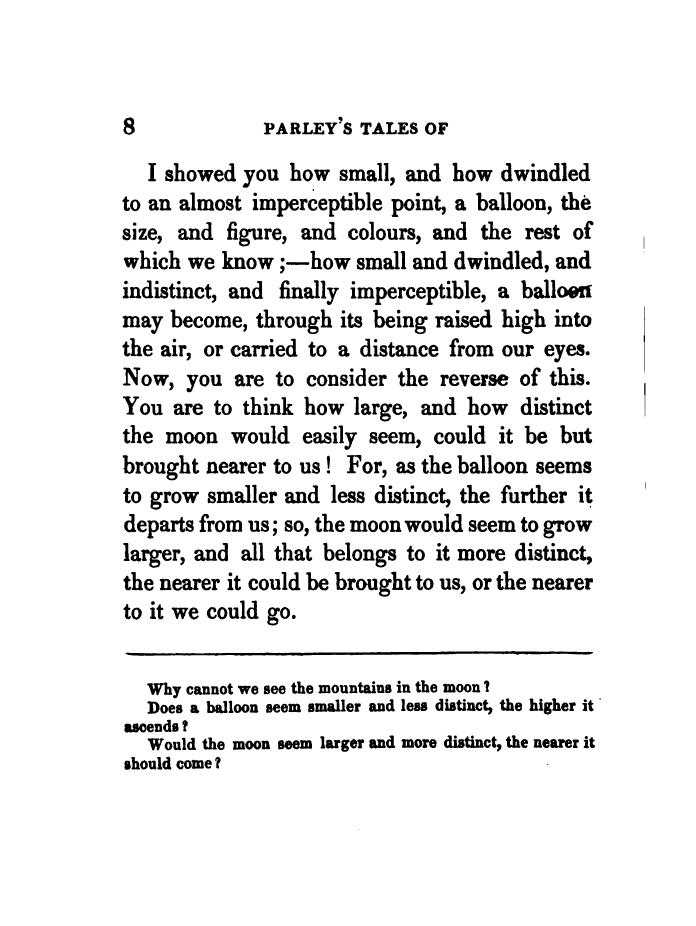 8 PARLEY'S TALES OF
I showed you how small, and how dwindled
to an almost imperceptible point, a balloon, the
size, and figure, and colours, and the rest of
which we know ;—how small and dwindled, and
indistinct, and finally imperceptible, a balloon
may become, through its being raised high into
the air, or carried to a distance from our eyes.
Now, you are to consider the reverse of this.
You are to think how large, and how distinct
the moon would easily seem, could it be but
brought nearer to us ! For, as the balloon seems
to grow smaller and less distinct, the further it
departs from us ; so, the moon would seem to grow
larger, and all that belongs to it more distinct,
the nearer it could be brought to us, or the nearer
to it we could go.
Why cannot we see the mountains in the moon ?
Does a balloon seem smaller and less distinct, the higher it
ascends ?
Would the moon seem larger and more distinct, the nearer it
should come ?